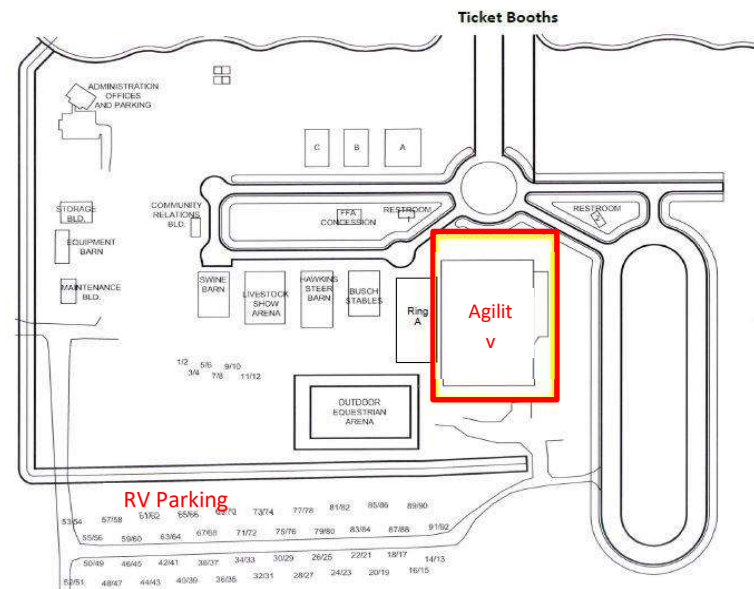 Ticket Booths
ADMINISTRATION
OFFICES
AND PARKING
C
B
A
STORAGE
BLD.
COMMUNITY
RELATIONS
BLD.
FFA
CONCESSION
RESTROOM
1
RESTROOM
2
EQUIPMENT
BARN
MAINTENANCE
BLD.
SWINE
BARN
LIVESTOCK
SHOW
ARENA
HAWKINS
STEER
BARN
BUSCH
STABLES
Ring
A
Agilit
y
1/2
3/4
5/6
7/8
9/10
11/12
OUTDOOR
EQUESTRIAN
ARENA
RV Parking
53/54 57/58 61/62 65/66 69/70 73/74 77/78 81/82 85/86 89/90
55/56 59/60 63/64 67/68 71/72 75/76 79/80 83/84 87/88 91/92
50/49 46/45 42/41 38/37 34/33 30/29 26/25 22/21 18/17 14/13
52/51 48/47 44/43 40/39 36/35 32/31 28/27 24/23 20/19 16/15